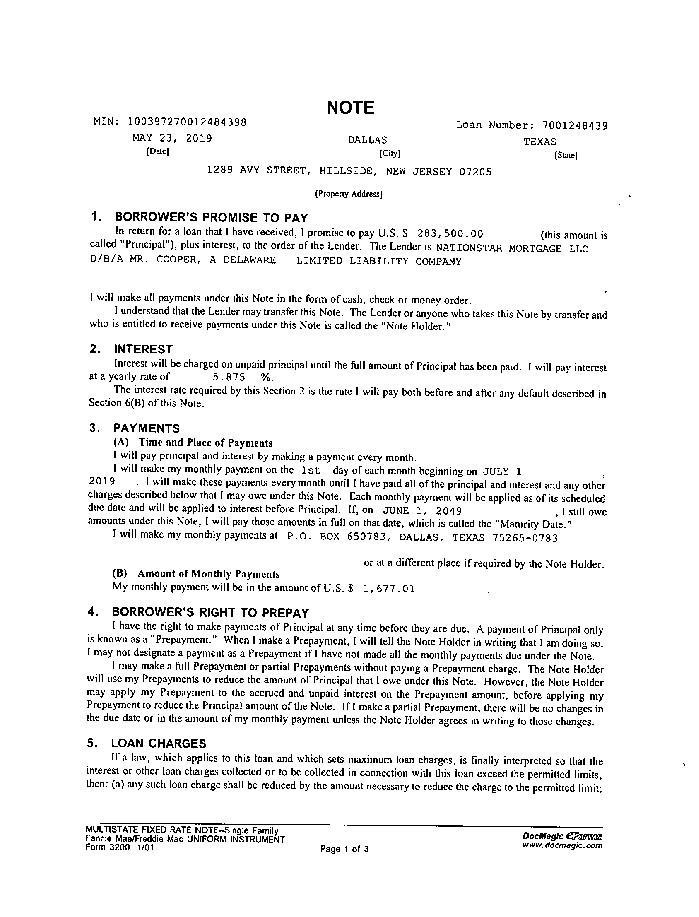 NOTE
MIN: 100397270012484398
Loan Number: 7001248439
MAY 23, 2019 DALLAS TEXAS
[Date] [City] [State]
1289 AVY STREET, HILLSIDE, NEW JERSEY 07205
[Property Address]
1. BORROWER'S PROMISE TO PAY
In return for a loan that I have received, I promise to pay U.S. $ 283,500.00 (this amount is
called "Principal"), plus interest, to the order of the Lender. The Lender is NATIONSTAR MORTGAGE LLC
D/B/A MR. COOPER, A DELAWARE LIMITED LIABILITY COMPANY
I will make all payments under this Note in the form of cash, check or money order.
I understand that the Lender may transfer this Note. The Lender or anyone who takes this Note by transfer and
who is entitled to receive payments under this Note is called the "Note Holder."
2. INTEREST
Interest will be charged on unpaid principal until the full amount of Principal has been paid. I will pay interest
at a yearly rate of 5.875 %.
The interest rate required by this Section 2 is the rate I will pay both before and after any default described in
Section 6(B) of this Note.
3. PAYMENTS
(A) Time and Place of Payments
I will pay principal and interest by making a payment every month.
I will make my monthly payment on the 1st day of each month beginning on JULY 1 ,
2019 . I will make these payments every month until I have paid all of the principal and interest and any other
charges described below that I may owe under this Note. Each monthly payment will be applied as of its scheduled
due date and will be applied to interest before Principal. If, on JUNE 1, 2049 , I still owe
amounts under this Note, I will pay those amounts in full on that date, which is called the "Maturity Date."
I will make my monthly payments at P.O. BOX 650783, DALLAS, TEXAS 75265-0783
or at a different place if required by the Note Holder.
(B) Amount of Monthly Payments
My monthly payment will be in the amount of U.S. $ 1,677.01 .
4. BORROWER'S RIGHT TO PREPAY
I have the right to make payments of Principal at any time before they are due. A payment of Principal only
is known as a "Prepayment." When I make a Prepayment, I will tell the Note Holder in writing that I am doing so.
I may not designate a payment as a Prepayment if I have not made all the monthly payments due under the Note.
I may make a full Prepayment or partial Prepayments without paying a Prepayment charge. The Note Holder
will use my Prepayments to reduce the amount of Principal that I owe under this Note. However, the Note Holder
may apply my Prepayment to the accrued and unpaid interest on the Prepayment amount, before applying my
Prepayment to reduce the Principal amount of the Note. If I make a partial Prepayment, there will be no changes in
the due date or in the amount of my monthly payment unless the Note Holder agrees in writing to those changes.
5. LOAN CHARGES
If a law, which applies to this loan and which sets maximum loan charges, is finally interpreted so that the
interest or other loan charges collected or to be collected in connection with this loan exceed the permitted limits,
then: (a) any such loan charge shall be reduced by the amount necessary to reduce the charge to the permitted limit;
MULTISTATE FIXED RATE NOTE--Single Family
Fannie Mae/Freddie Mac UNIFORM INSTRUMENT
Form 3200 1/01
Page 1 of 3
DocMagic
www.docmagic.com